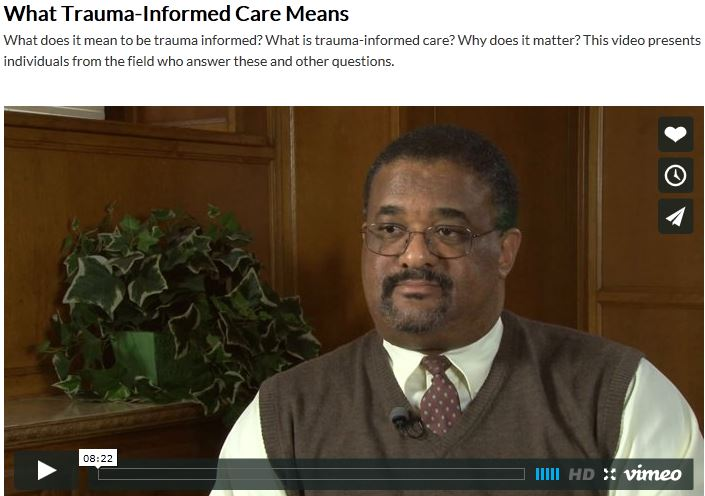 What Trauma-Informed Care Means
What does it mean to be trauma informed? What is trauma-informed care? Why does it matter? This video presents
individuals from the field who answer these and other questions.
08:22
HD vimeo